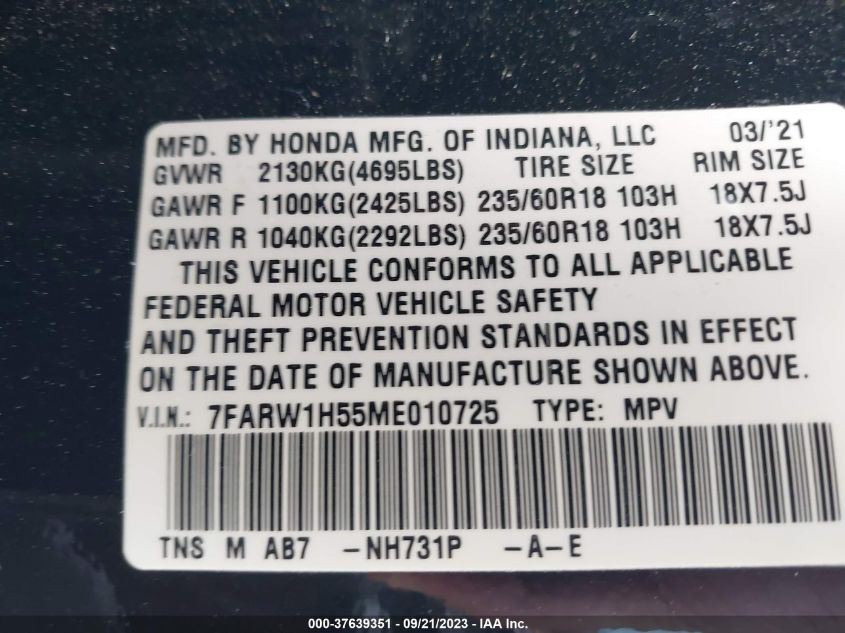 MFD. BY HONDA MFG. OF INDIANA, LLC 03/'21
GVWR 2130KG(4695LBS) TIRE SIZE RIM SIZE
GAWR F 1100KG(2425LBS) 235/60R18 103H 18X7.5J
GAWR R 1040KG(2292LBS) 235/60R18 103H 18X7.5J
THIS VEHICLE CONFORMS TO ALL APPLICABLE
FEDERAL MOTOR VEHICLE SAFETY
AND THEFT PREVENTION STANDARDS IN EFFECT
ON THE DATE OF MANUFACTURE SHOWN ABOVE.
V.I.N.: 7FARW1H55ME010725 TYPE: MPV
TNS M AB7 -NH731P -A-E
000-37639351 - 09/21/2023 - IAA Inc.